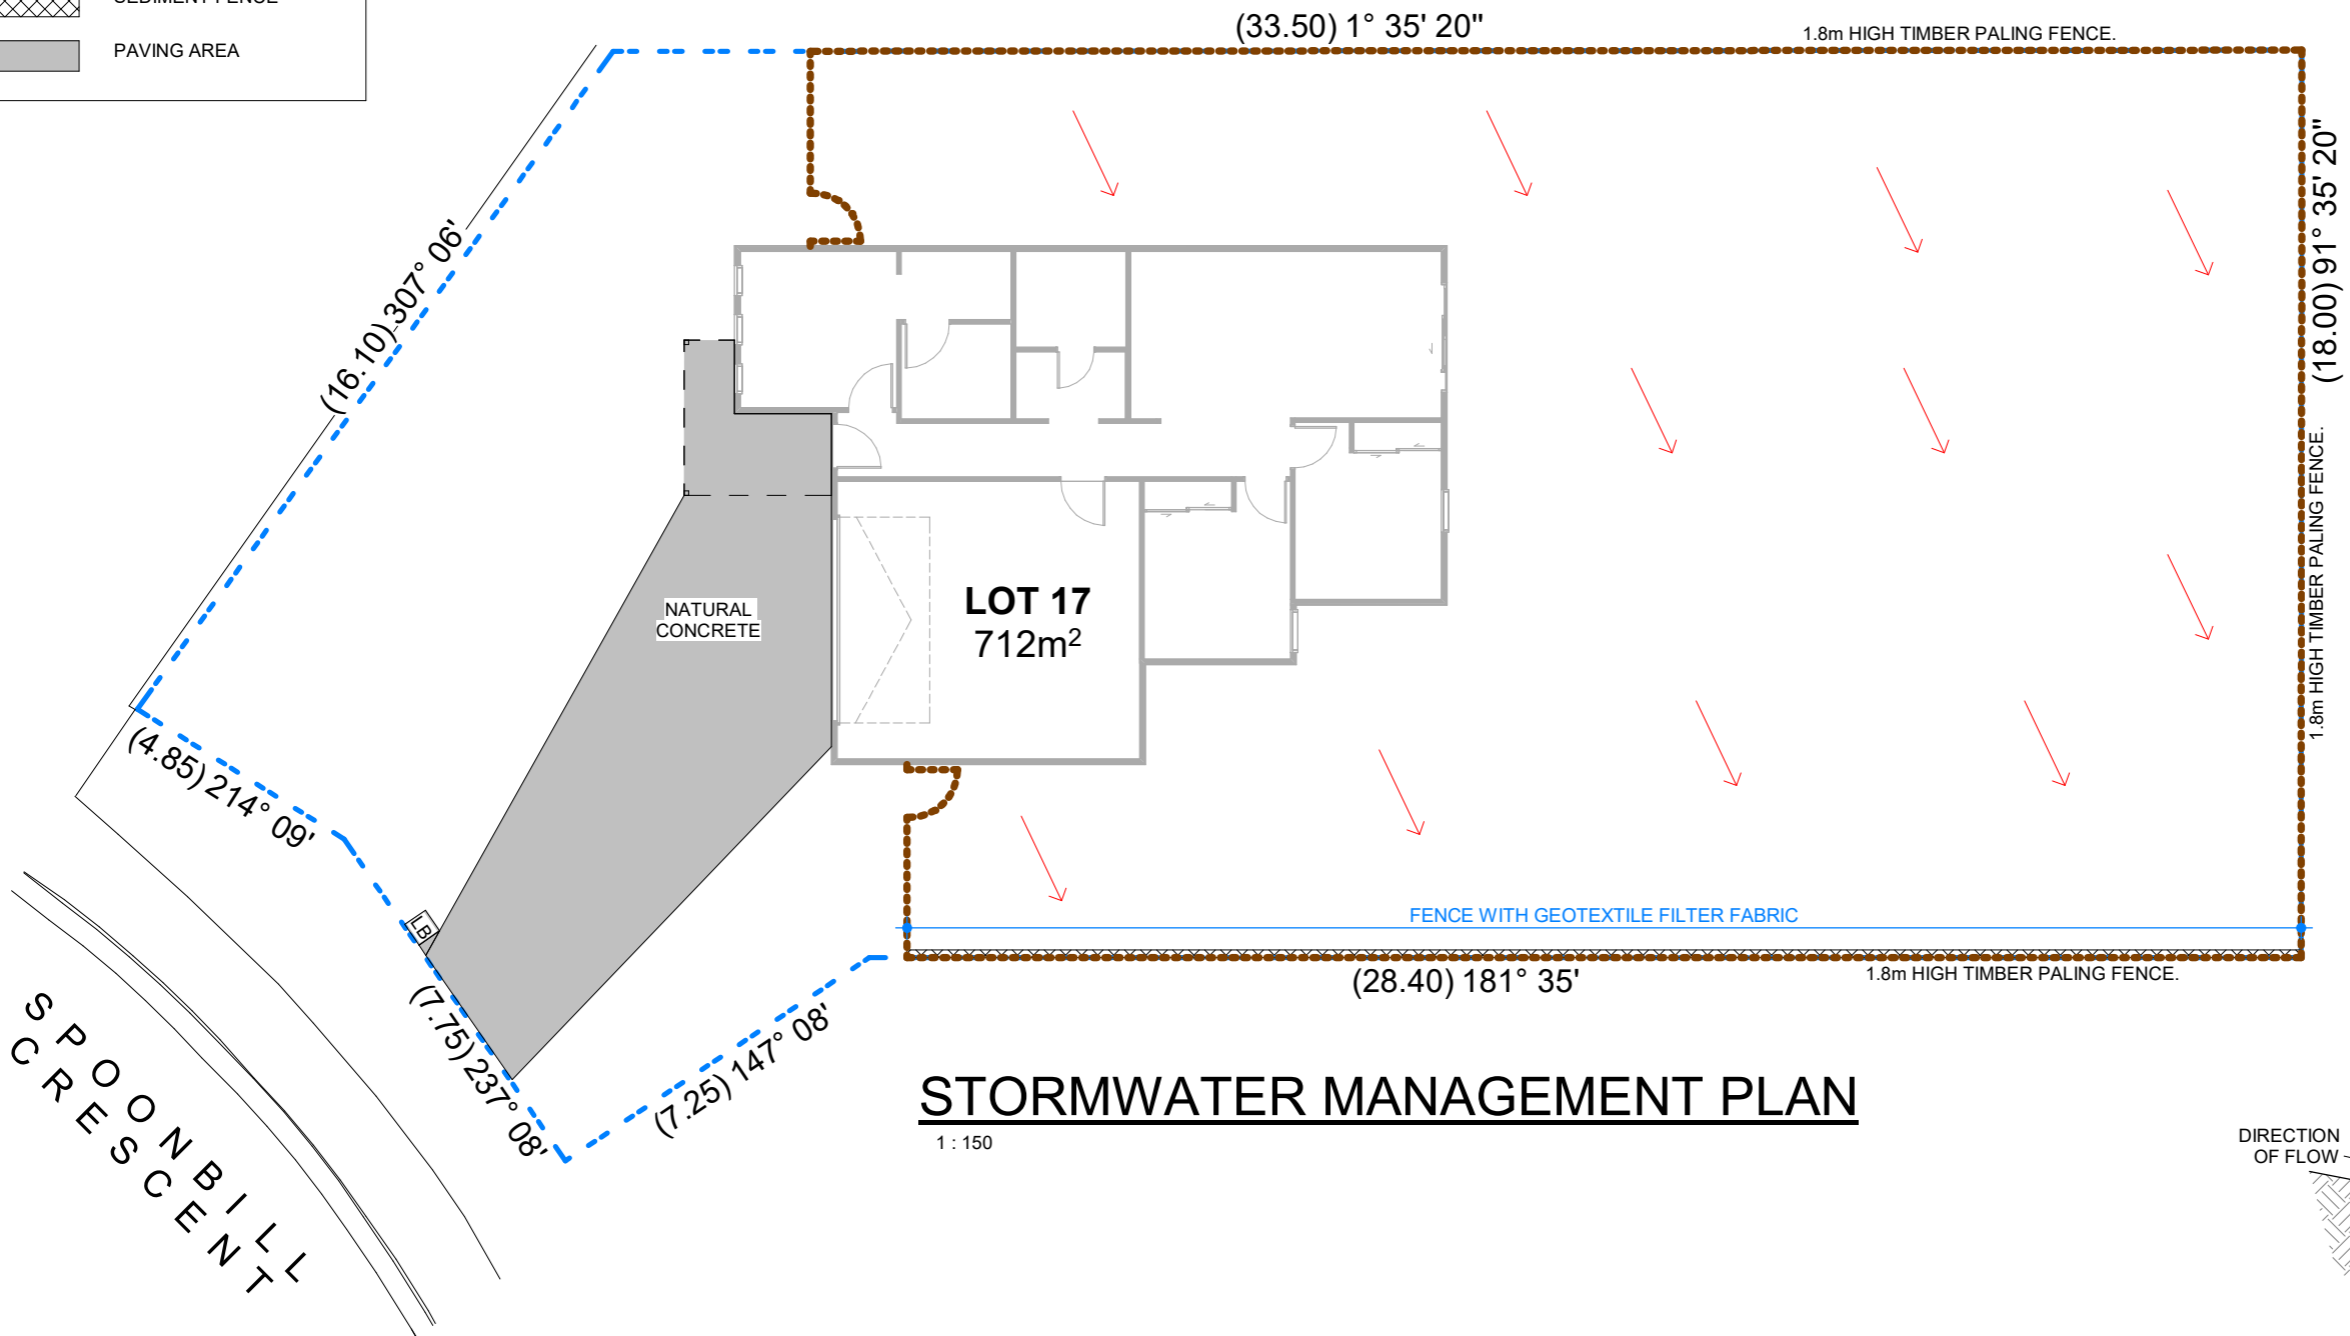 SEDIMENT FENCE
PAVING AREA
(33.50) 1° 35' 20"
1.8m HIGH TIMBER PALING FENCE.
(18.00) 91° 35' 20"
1.8m HIGH TIMBER PALING FENCE.
(16.10) 307° 06'
NATURAL
CONCRETE
LOT 17
712m²
(4.85) 214° 09'
LB
FENCE WITH GEOTEXTILE FILTER FABRIC
(28.40) 181° 35'
1.8m HIGH TIMBER PALING FENCE.
(7.75) 237° 08'
(7.25) 147° 08'
SPOONBILL
CRESCENT
STORMWATER MANAGEMENT PLAN
1 : 150
DIRECTION
OF FLOW